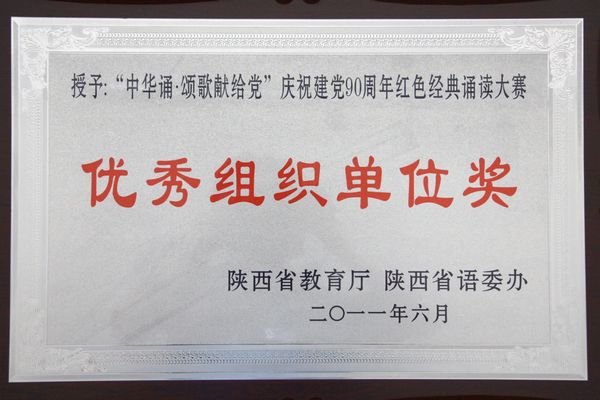 授予:“中华诵·颂歌献给党”庆祝建党90周年红色经典诵读大赛
优秀组织单位奖
陕西省教育厅 陕西省语委办
二〇一一年六月